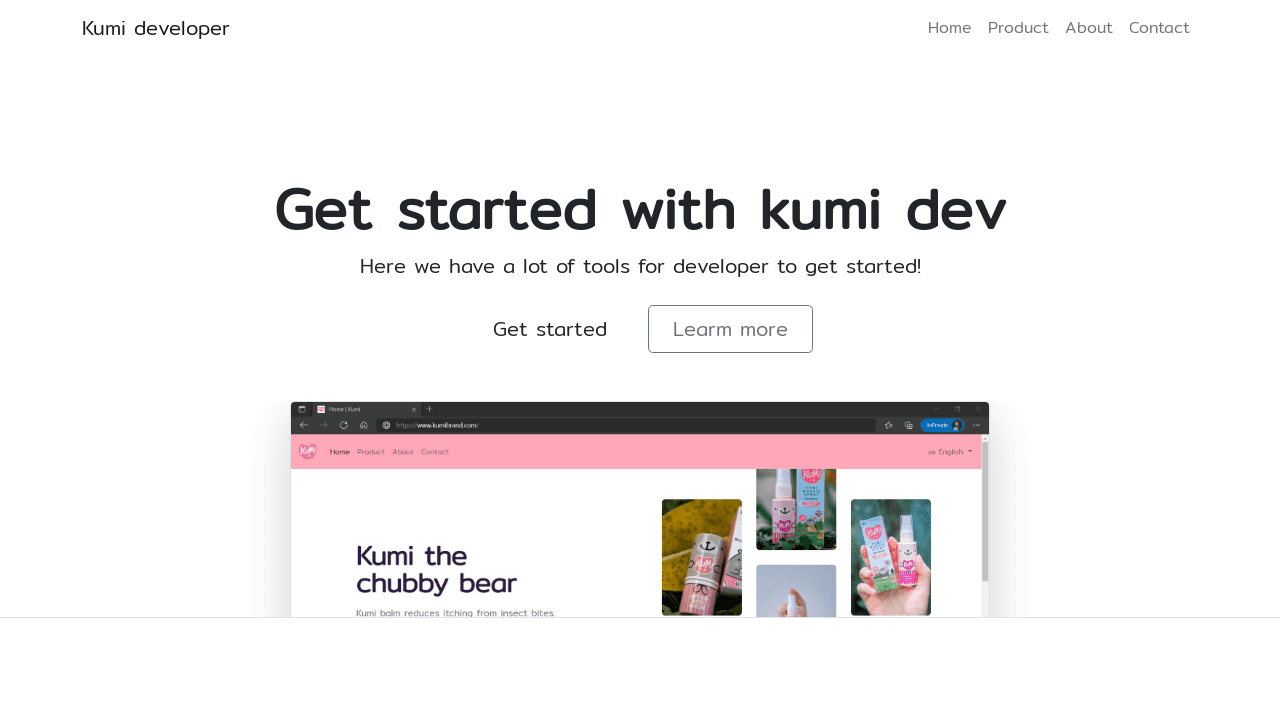 Kumi developer
Home Product About Contact
Get started with kumi dev
Here we have a lot of tools for developer to get started!
Get started
Learm more
Home | Kumi
https://www.kumibrand.com/
InPrivate
KUMI
Home Product About Contact
English
Kumi the
chubby bear
Kumi balm reduces itching from insect bites.